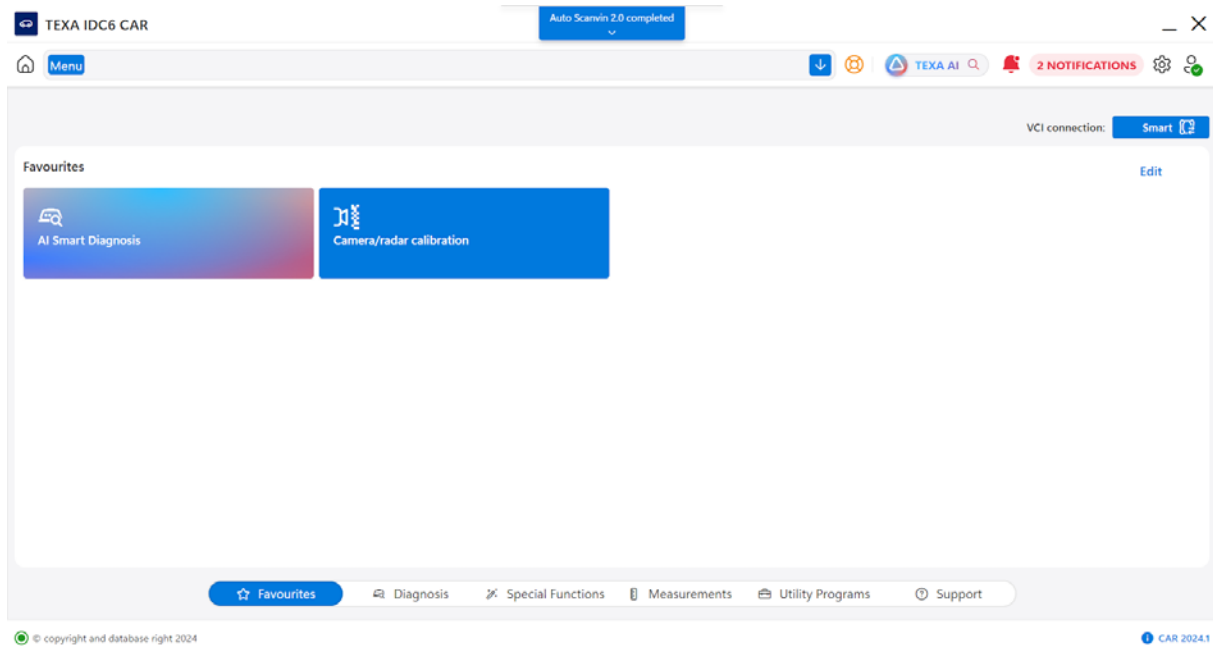 TEXA IDC6 CAR
Auto Scanvin 2.0 completed
Menu
TEXA AI
2 NOTIFICATIONS
VCI connection:
Smart
Favourites
Edit
AI Smart Diagnosis
Camera/radar calibration
Favourites
Diagnosis
Special Functions
Measurements
Utility Programs
Support
© copyright and database right 2024
CAR 2024.1